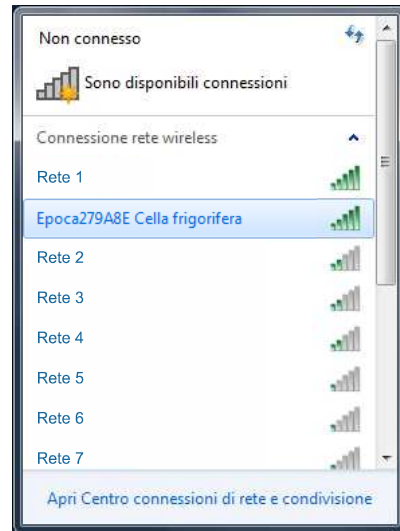 Non connesso
Sono disponibili connessioni
Connessione rete wireless
Rete 1
Epoca279A8E Cella frigorifera
Rete 2
Rete 3
Rete 4
Rete 5
Rete 6
Rete 7
Apri Centro connessioni di rete e condivisione